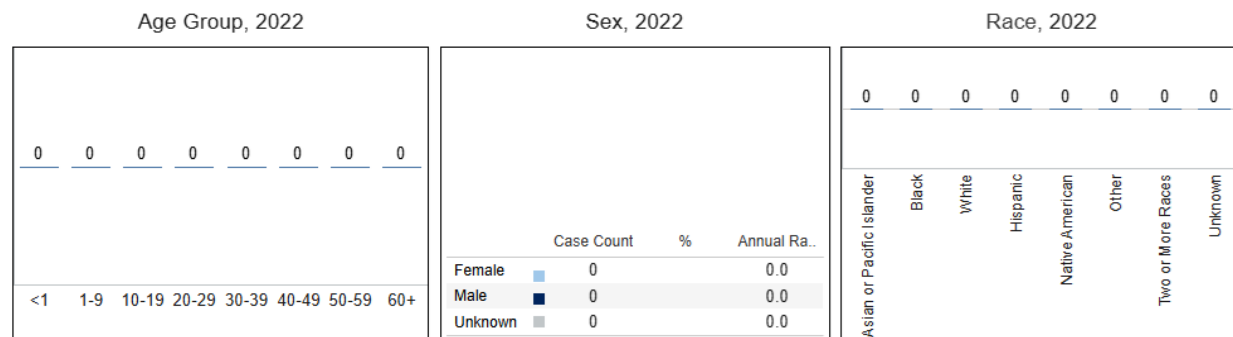 Age Group, 2022
0 0 0 0 0 0 0 0
<1 1-9 10-19 20-29 30-39 40-49 50-59 60+
Sex, 2022
Case Count % Annual Ra..
Female 0 0.0
Male 0 0.0
Unknown 0 0.0
Race, 2022
0 0 0 0 0 0 0 0
Asian or Pacific Islander
Black
White
Hispanic
Native American
Other
Two or More Races
Unknown